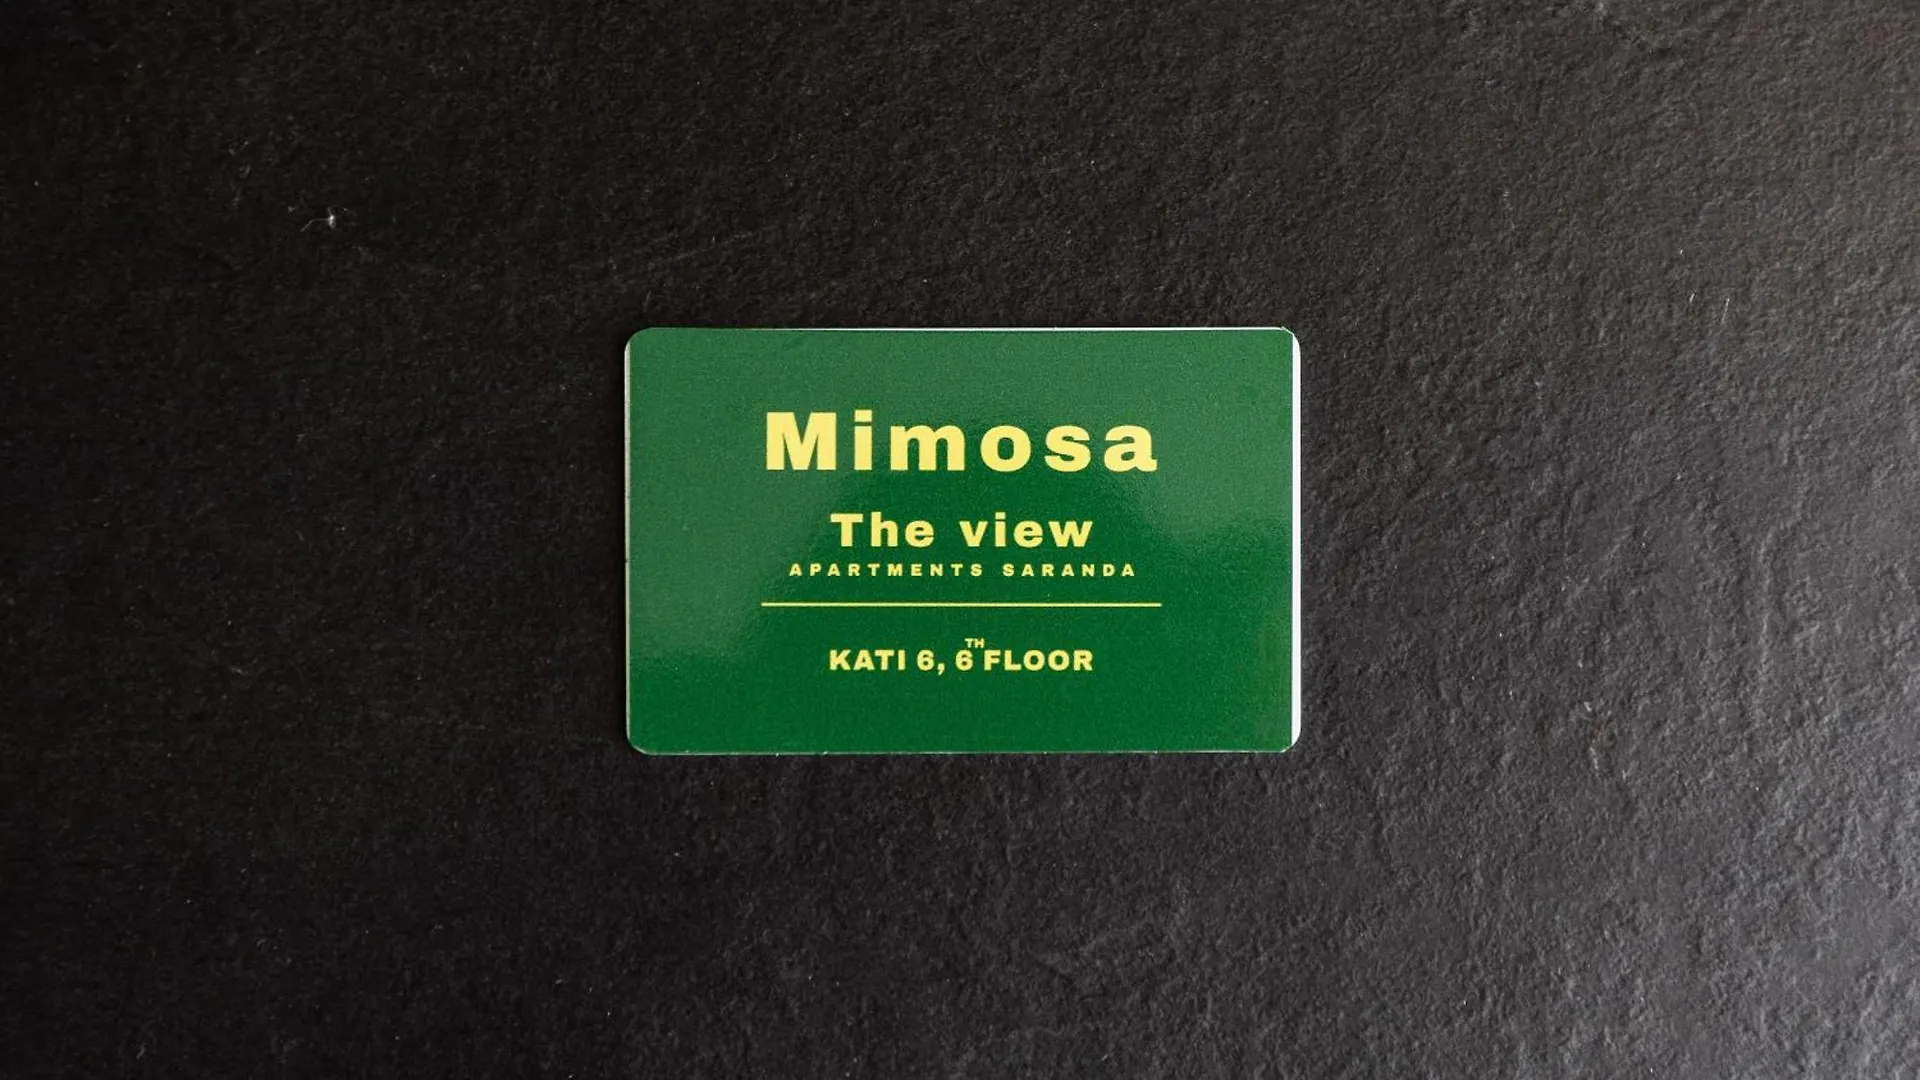 Mimosa
The view
APARTMENTS SARANDA
KATI 6, 6TH FLOOR